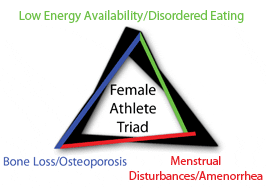 Low Energy Availability/Disordered Eating
Female
Athlete
Triad
Bone Loss/Osteoporosis
Menstrual
Disturbances/Amenorrhea